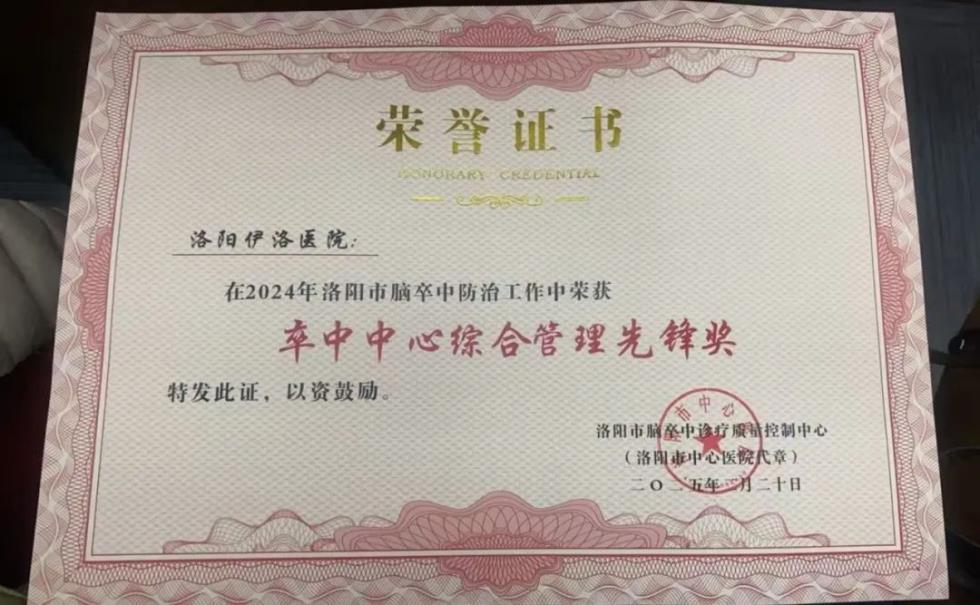 荣誉证书
HONORARY CREDENTIAL
洛阳伊洛医院:
在2024年洛阳市脑卒中防治工作中荣获
卒中中心综合管理先锋奖
特发此证，以资鼓励。
洛阳市脑卒中诊疗质量控制中心
（洛阳市中心医院代章）
二〇二五年 月二十日